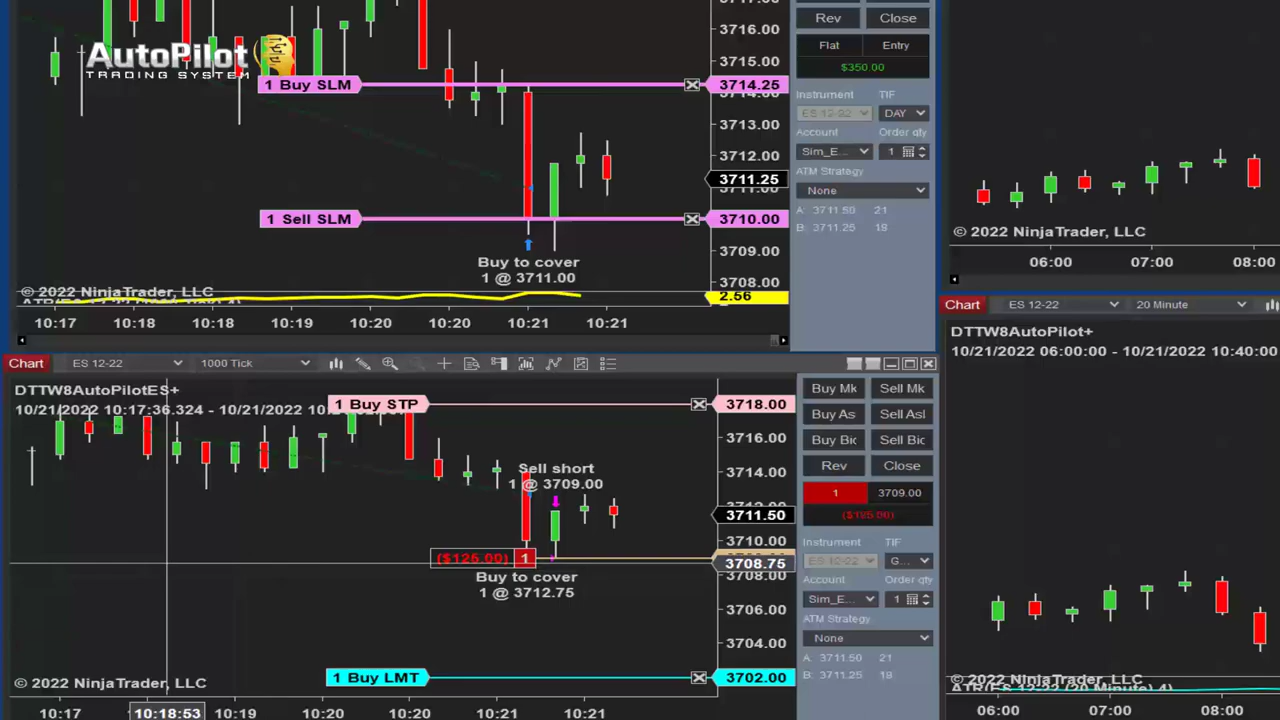 AutoPilot
TRADING SYSTEM
1 Buy SLM
1 Sell SLM
Buy to cover
1 @ 3711.00
© 2022 NinjaTrader, LLC
3716.00
3715.00
3714.25
3713.00
3712.00
3711.25
3710.00
3709.00
3708.00
2.56
10:17
10:18
10:18
10:19
10:20
10:20
10:21
10:21
Rev
Close
Flat
Entry
$350.00
Instrument
TIF
ES 12-22
DAY
Account
Order qty
Sim_E...
1
ATM Strategy
None
A: 3711.50 21
B: 3711.25 18
© 2022 NinjaTrader, LLC
06:00
07:00
08:00
Chart
ES 12-22
1000 Tick
DTTW8AutoPilotES+
10/21/2022 10:17:36.324 - 10/21/2022
1 Buy STP
Sell short
1 @ 3709.00
($125.00)
1
Buy to cover
1 @ 3712.75
1 Buy LMT
© 2022 NinjaTrader, LLC
3718.00
3716.00
3714.00
3711.50
3710.00
3708.75
3708.00
3706.00
3704.00
3702.00
10:17
10:18:53
10:19
10:20
10:20
10:21
10:21
Buy Mk
Sell Mk
Buy As
Sell Asl
Buy Bic
Sell Bic
Rev
Close
1
3709.00
($125.00)
Instrument
TIF
ES 12-22
G...
Account
Order qty
Sim_E...
1
ATM Strategy
None
A: 3711.50 21
B: 3711.25 18
Chart
ES 12-22
20 Minute
DTTW8AutoPilot+
10/21/2022 06:00:00 - 10/21/2022 10:40:00
© 2022 NinjaTrader, LLC
ATR(ES 12-22 (20 Minute),4)
06:00
07:00
08:00